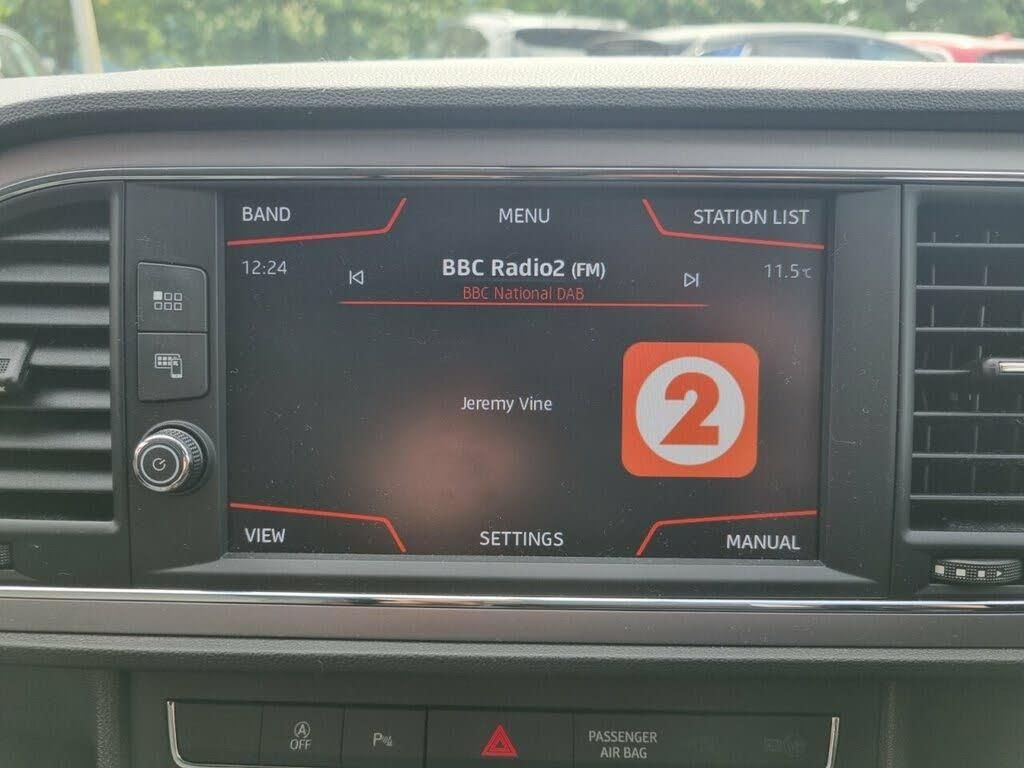 BAND
MENU
STATION LIST
12:24
BBC Radio2 (FM)
11.5°C
BBC National DAB
2
Jeremy Vine
VIEW
SETTINGS
MANUAL
A
OFF
P
PASSENGER
AIR BAG